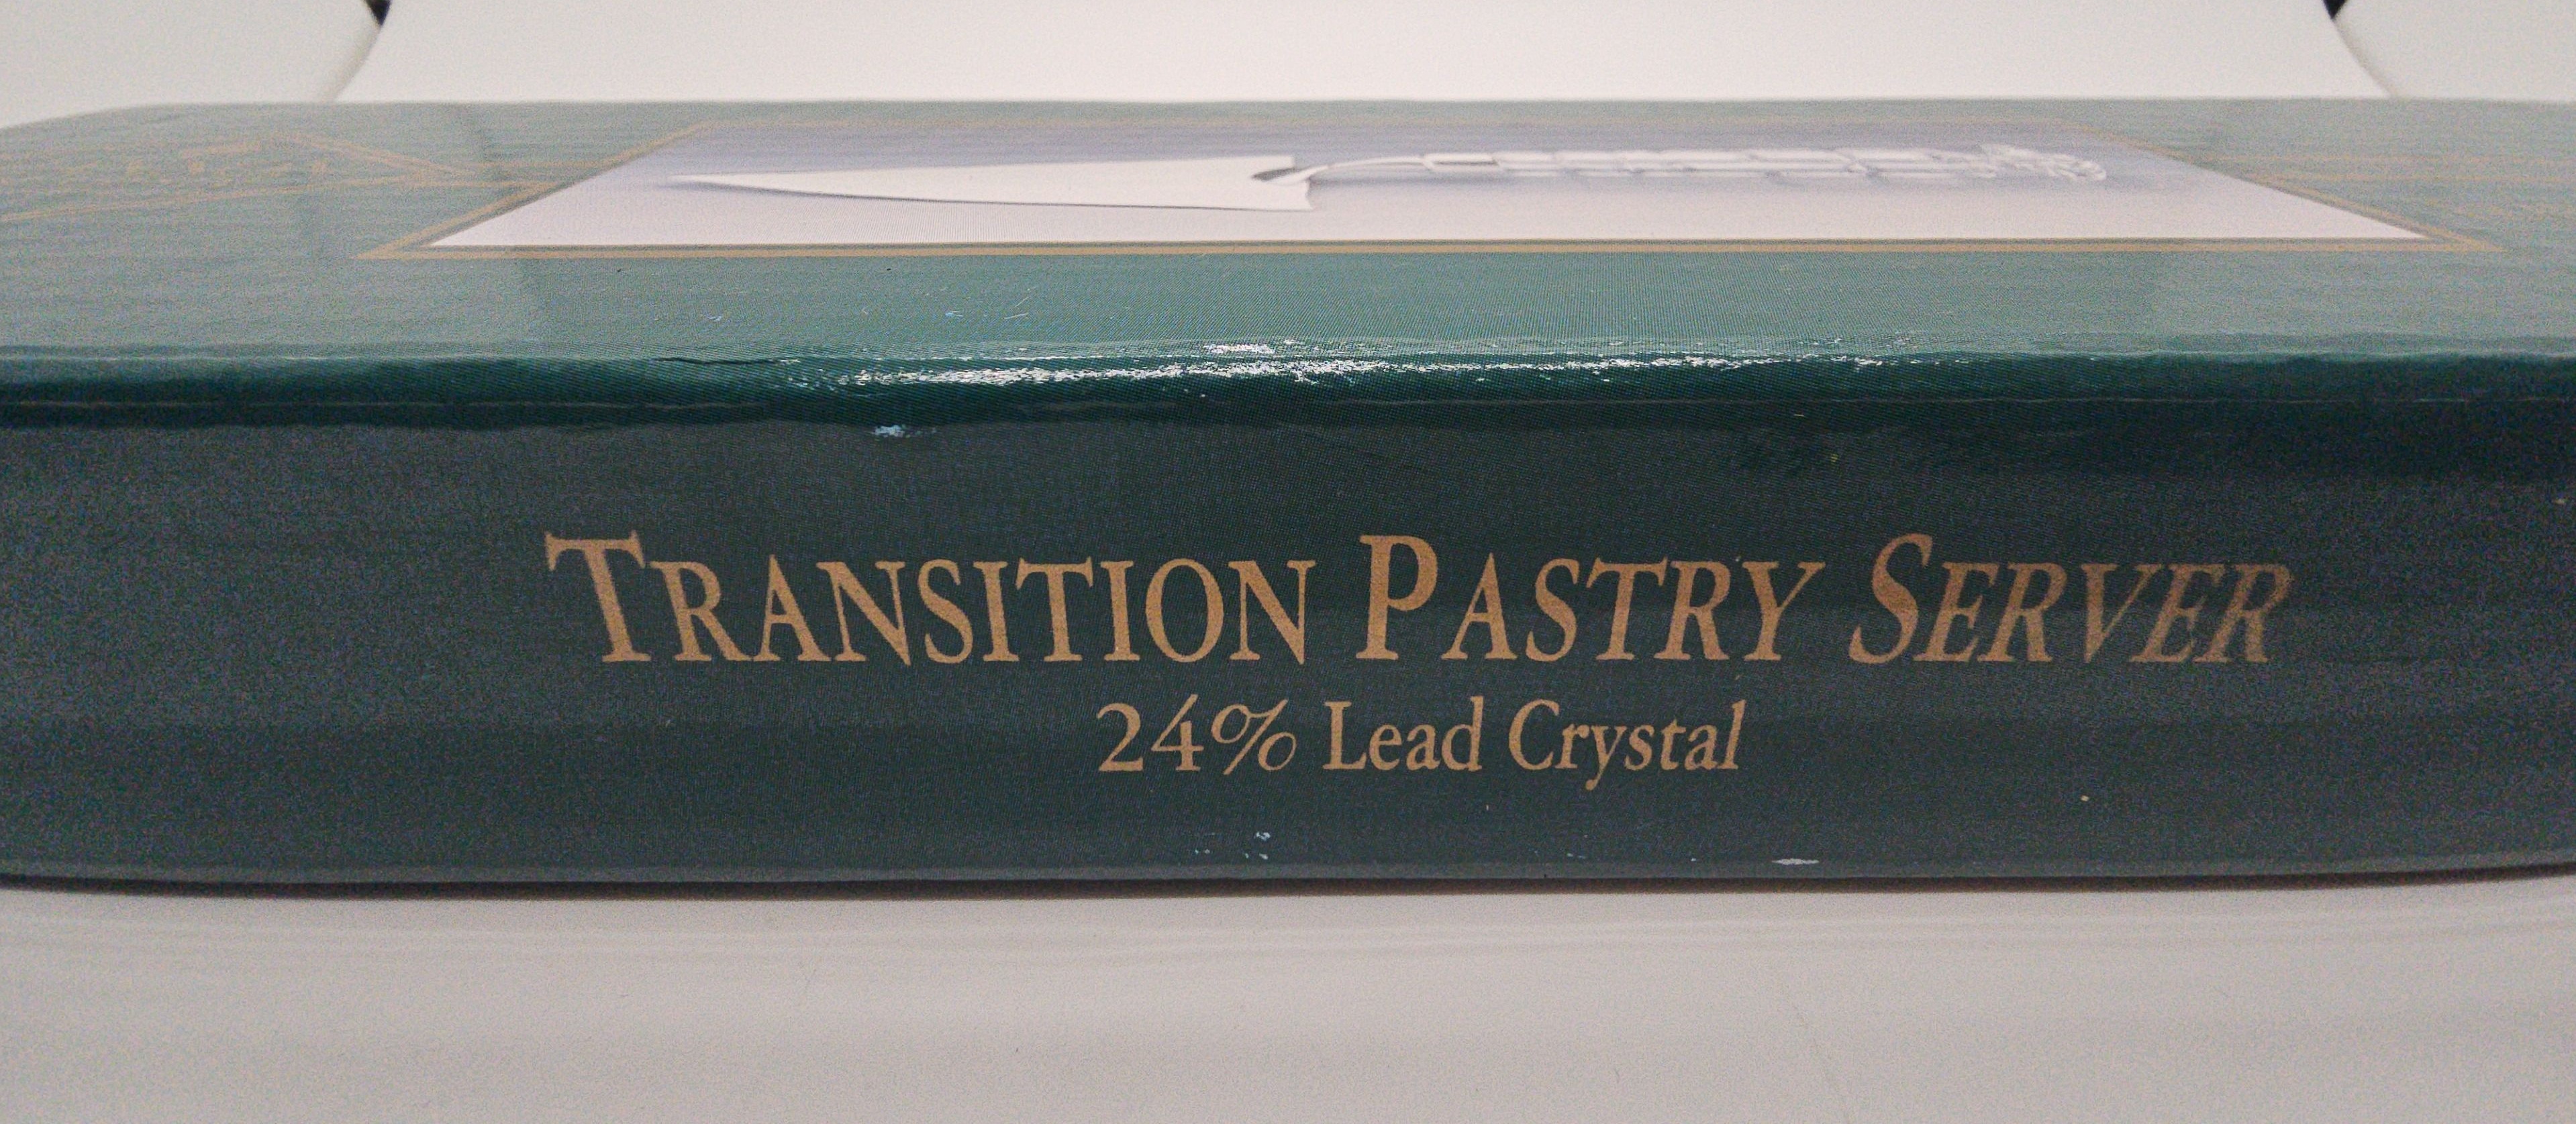 TRANSITION PASTRY SERVER
24% Lead Crystal